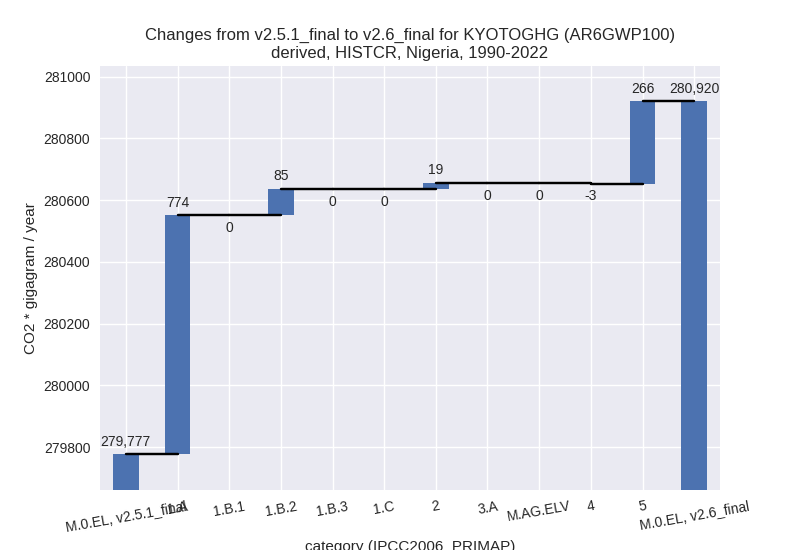 Changes from v2.5.1_final to v2.6_final for KYOTOGHG (AR6GWP100)
derived, HISTCR, Nigeria, 1990-2022
281000
280800
280600
280400
280200
280000
279800
CO2 * gigagram / year
279,777
774
0
85
0
0
19
0
0
-3
266
280,920
M.0.EL, v2.5.1_final
1.A
1.B.1
1.B.2
1.B.3
1.C
2
3.A
M.AG.ELV
4
5
M.0.EL, v2.6_final
category (IPCC2006_PRIMAP)